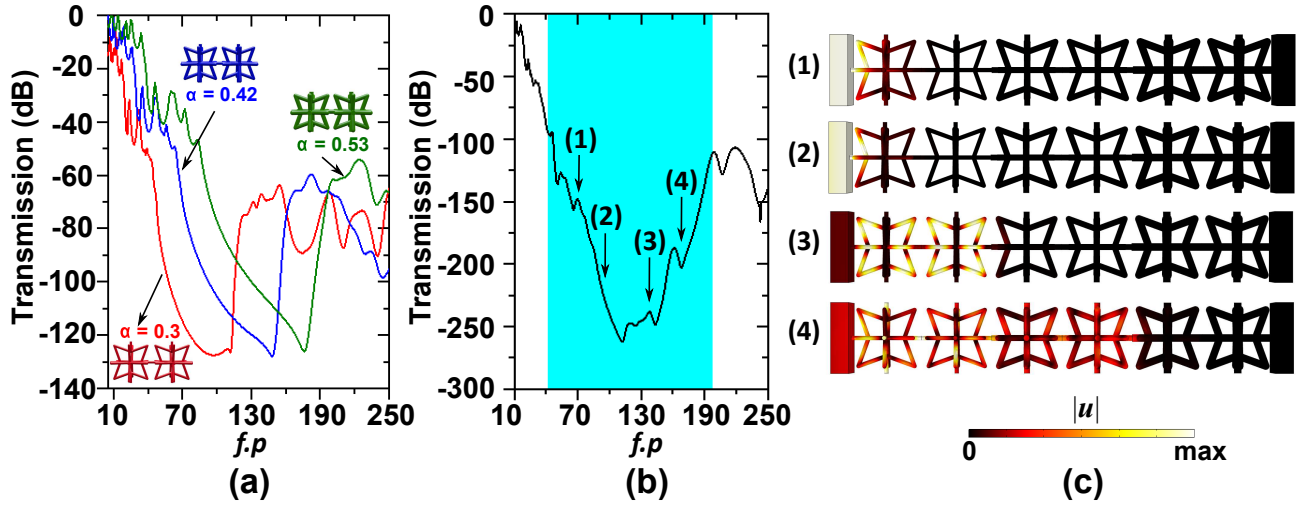 Transmission (dB)
0
-20
-40
-60
-80
-100
-120
-140
10
70
130
190
250
f.p
α = 0.42
α = 0.53
α = 0.3
(a)
Transmission (dB)
0
-50
-100
-150
-200
-250
-300
10
70
130
190
250
f.p
(1)
(2)
(3)
(4)
(b)
(1)
(2)
(3)
(4)
|u|
0 max
(c)